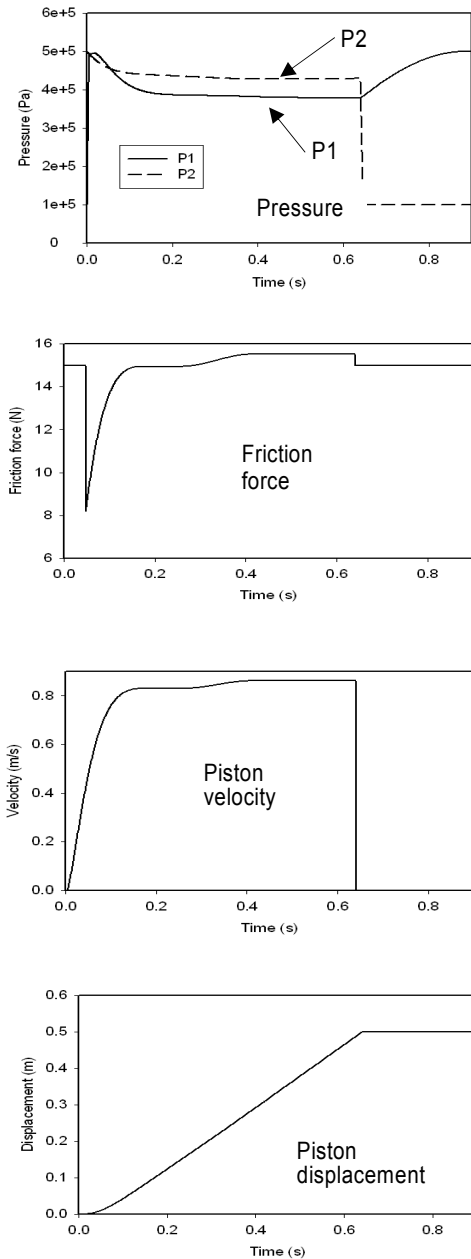 6e+5
5e+5
4e+5
3e+5
2e+5
1e+5
0
Pressure (Pa)
P2
P1
P1
P2
Pressure
0.0 0.2 0.4 0.6 0.8
Time (s)
16
14
12
10
8
6
Friction force (N)
Friction
force
0.0 0.2 0.4 0.6 0.8
Time (s)
0.8
0.6
0.4
0.2
0.0
Velocity (m/s)
Piston
velocity
0.0 0.2 0.4 0.6 0.8
Time (s)
0.6
0.5
0.4
0.3
0.2
0.1
0.0
Displacement (m)
Piston
displacement
0.0 0.2 0.4 0.6 0.8
Time (s)